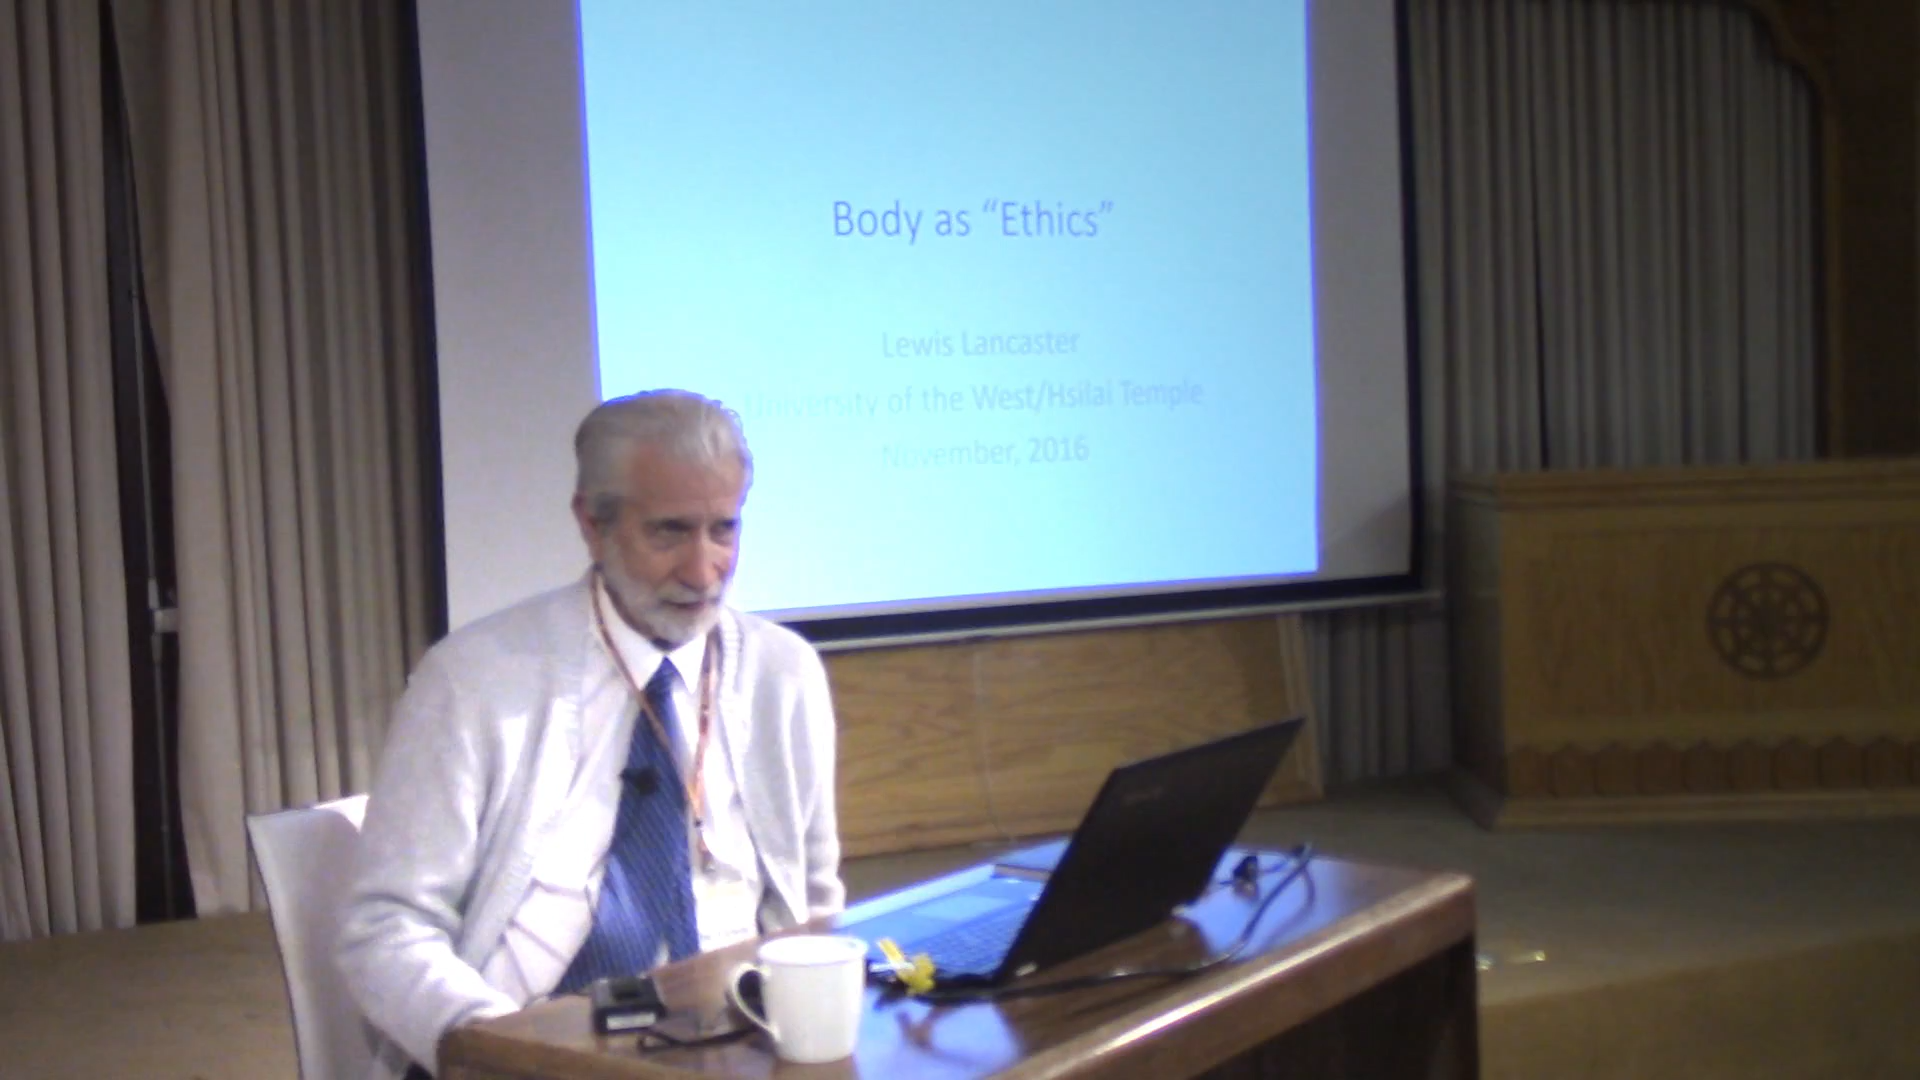 Body as “Ethics”
Lewis Lancaster
University of the West/Hsilai Temple
November, 2016